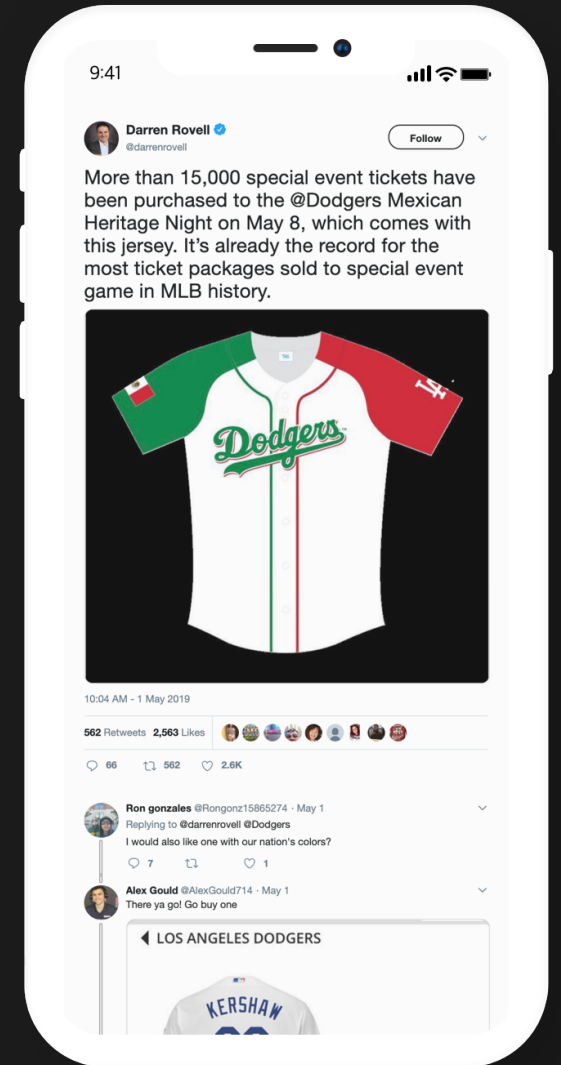 9:41
Darren Rovell
@darrenrovell
Follow
More than 15,000 special event tickets have
been purchased to the @Dodgers Mexican
Heritage Night on May 8, which comes with
this jersey. It’s already the record for the
most ticket packages sold to special event
game in MLB history.
LA
Dodgers
10:04 AM - 1 May 2019
562 Retweets 2,563 Likes
66 562 2.6K
Ron gonzales @Rongonz15865274 · May 1
Replying to @darrenrovell @Dodgers
I would also like one with our nation's colors?
7 1
Alex Gould @AlexGould714 · May 1
There ya go! Go buy one
LOS ANGELES DODGERS
KERSHAW